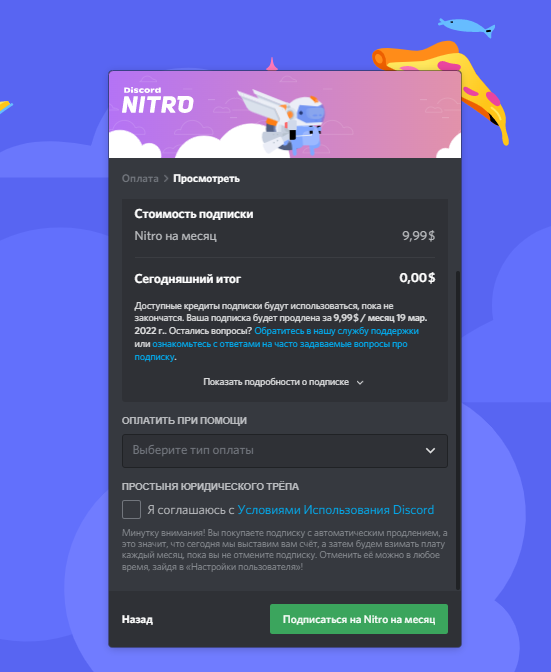 Discord
NITRO
Оплата > Просмотреть
Стоимость подписки
Nitro на месяц 9,99$
Сегодняшний итог 0,00$
Доступные кредиты подписки будут использоваться, пока не
закончатся. Ваша подписка будет продлена за 9,99$ / месяц 19 мар.
2022 г.. Остались вопросы? Обратитесь в нашу службу поддержки
или ознакомьтесь с ответами на часто задаваемые вопросы про
подписку.
Показать подробности о подписке
ОПЛАТИТЬ ПРИ ПОМОЩИ
Выберите тип оплаты
ПРОСТЫНЯ ЮРИДИЧЕСКОГО ТРЁПА
Я соглашаюсь с Условиями Использования Discord
Минутку внимания! Вы покупаете подписку с автоматическим продлением, а
это значит, что сегодня мы выставим вам счёт, а затем будем взимать плату
каждый месяц, пока вы не отмените подписку. Отменить её можно в любое
время, зайдя в «Настройки пользователя»!
Назад
Подписаться на Nitro на месяц